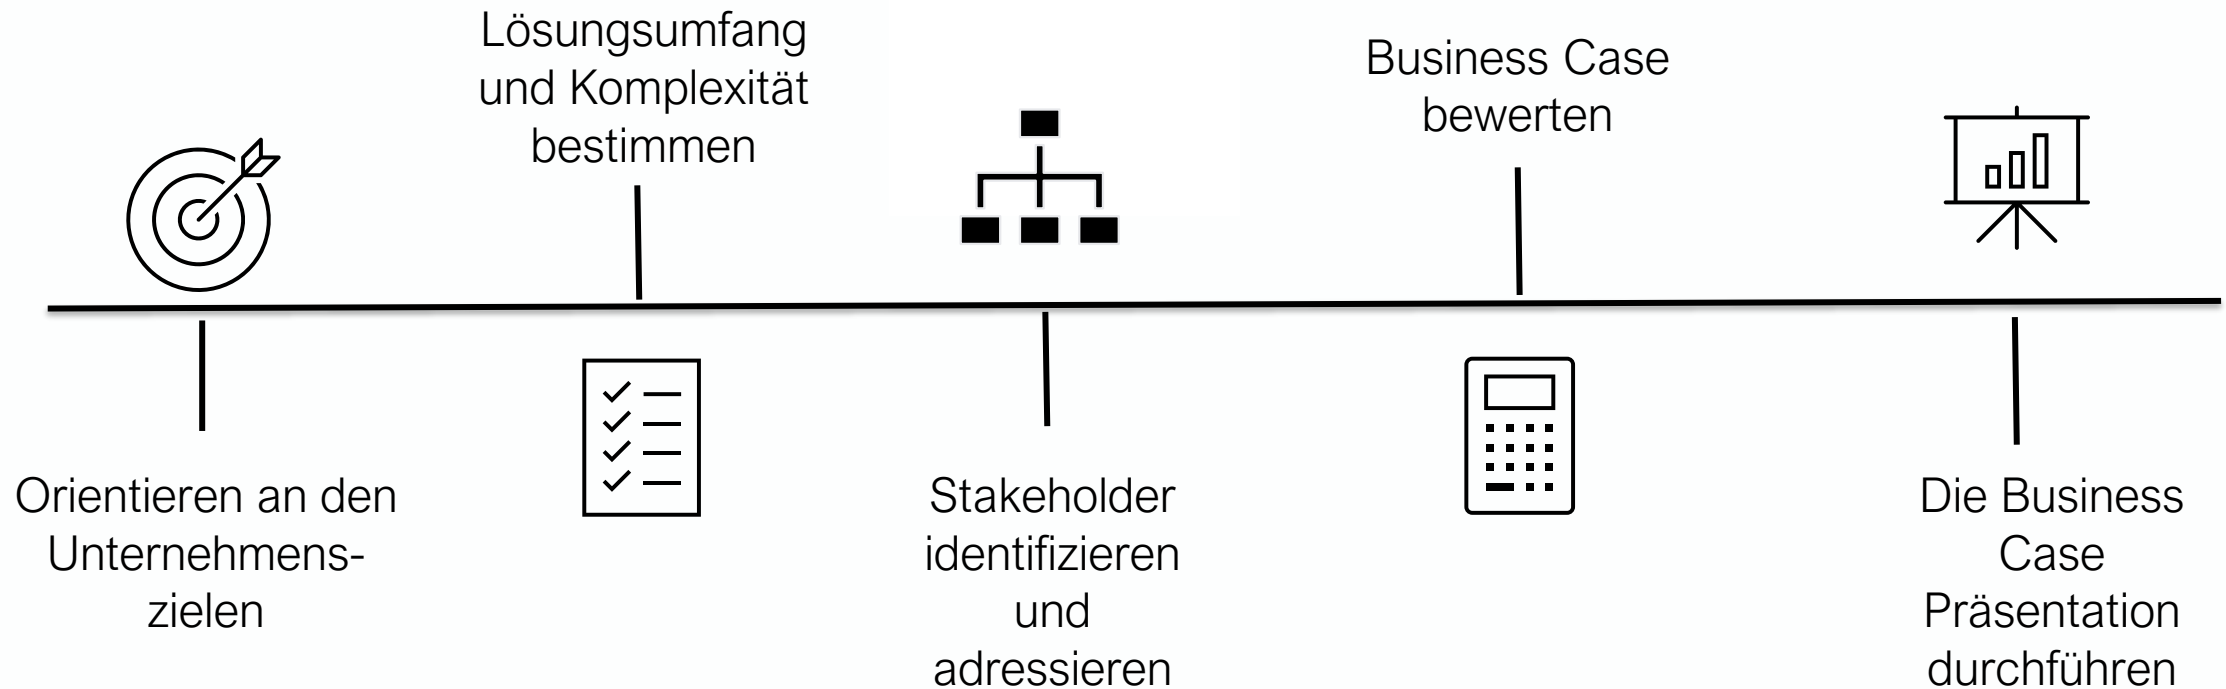 Orientieren an den
Unternehmens-
zielen
Lösungsumfang
und Komplexität
bestimmen
Stakeholder
identifizieren
und
adressieren
Business Case
bewerten
Die Business
Case
Präsentation
durchführen